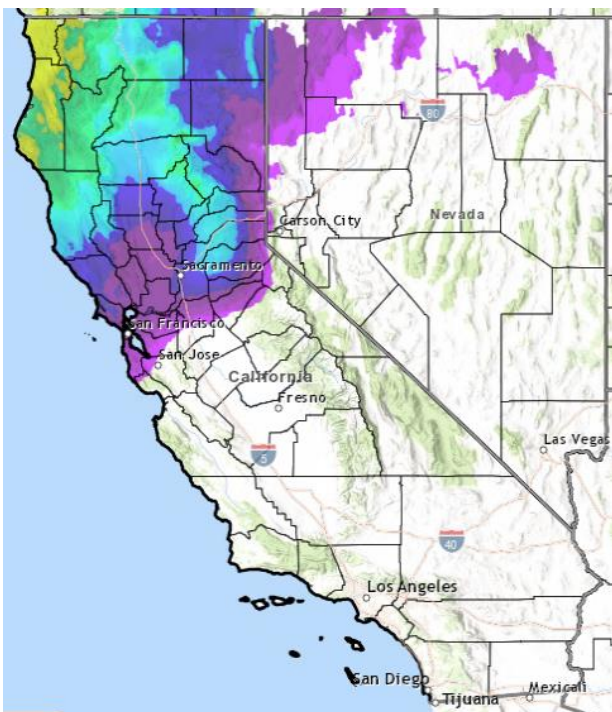 80
Carson City
Nevada
Sacramento
San Francisco
San Jose
California
Fresno
Las Vegas
5
40
Los Angeles
San Diego
Tijuana
Mexicali